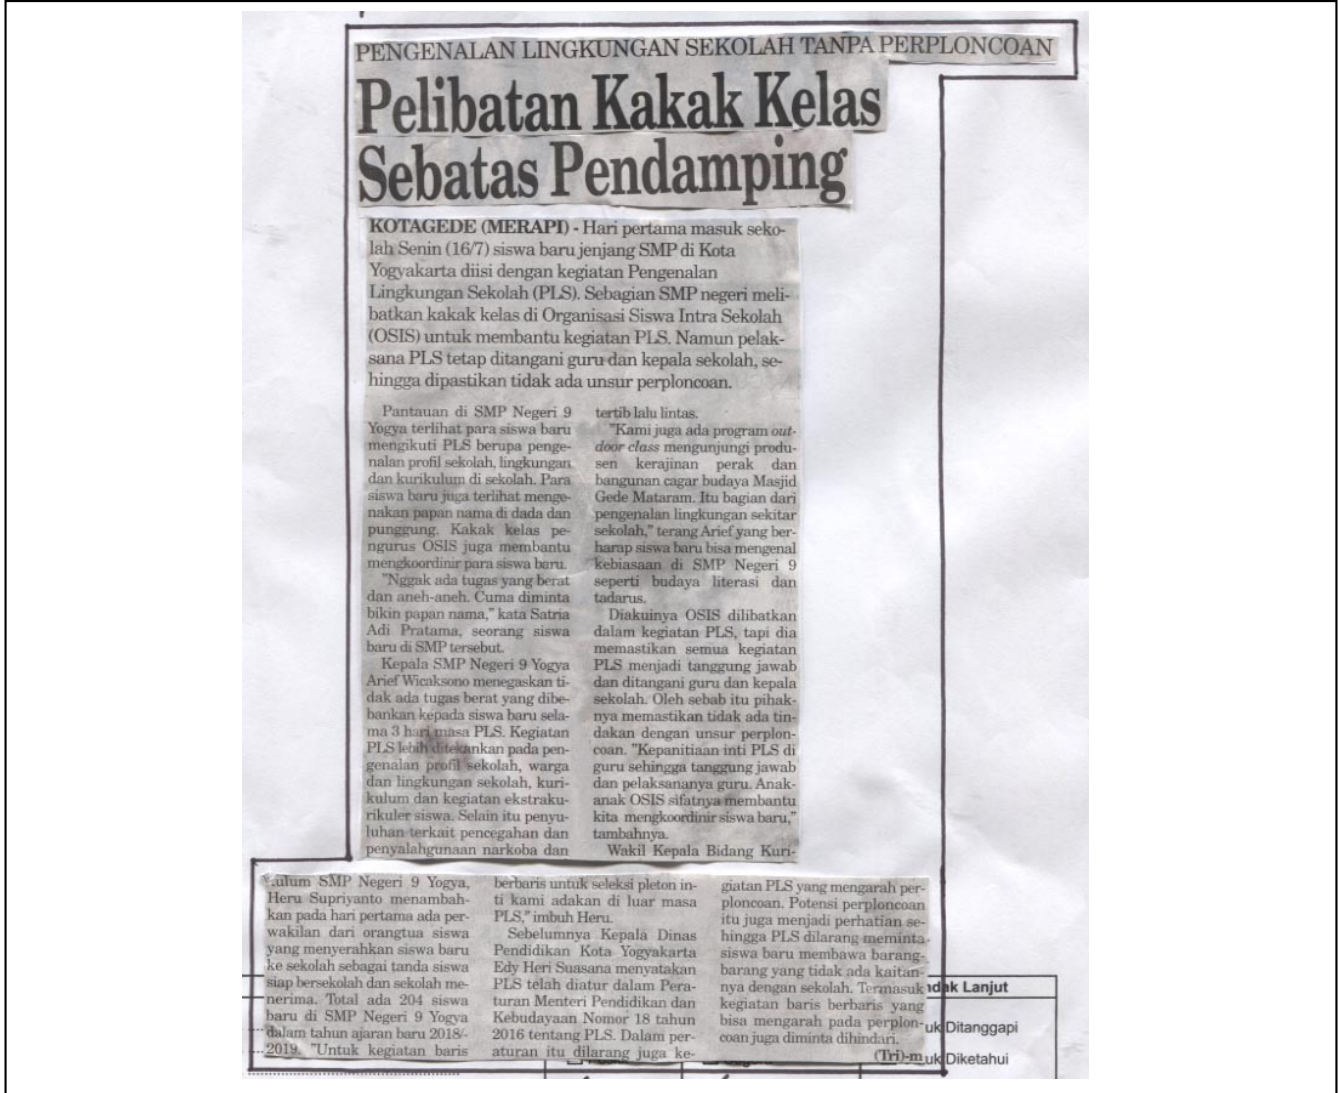 PENGENALAN LINGKUNGAN SEKOLAH TANPA PERPLONCOAN
Pelibatan Kakak Kelas
Sebatas Pendamping
KOTAGEDE (MERAPI) - Hari pertama masuk seko-
lah Senin (16/7) siswa baru jenjang SMP di Kota
Yogyakarta diisi dengan kegiatan Pengenalan
Lingkungan Sekolah (PLS). Sebagian SMP negeri meli-
batkan kakak kelas di Organisasi Siswa Intra Sekolah
(OSIS) untuk membantu kegiatan PLS. Namun pelak-
sana PLS tetap ditangani guru dan kepala sekolah, se-
hingga dipastikan tidak ada unsur perploncoan.
Pantauan di SMP Negeri 9
Yogya terlihat para siswa baru
mengikuti PLS berupa penge-
nalan profil sekolah, lingkungan
dan kurikulum di sekolah. Para
siswa baru juga terlihat menge-
nakan papan nama di dada dan
punggung. Kakak kelas pe-
ngurus OSIS juga membantu
mengkoordinir para siswa baru.
"Nggak ada tugas yang berat
dan aneh-aneh. Cuma diminta
bikin papan nama," kata Satria
Adi Pratama, seorang siswa
baru di SMP tersebut.
Kepala SMP Negeri 9 Yogya
Arief Wicaksono menegaskan ti-
dak ada tugas berat yang dibe-
bankan kepada siswa baru sela-
ma 3 hari masa PLS. Kegiatan
PLS lebih ditekankan pada pen-
genalan profil sekolah, warga
dan lingkungan sekolah, kuri-
kulum dan kegiatan ekstraku-
rikuler siswa. Selain itu penyu-
luhan terkait pencegahan dan
penyalahgunaan narkoba dan
tertib lalu lintas.
"Kami juga ada program out-
door class mengunjungi produ-
sen kerajinan perak dan
bangunan cagar budaya Masjid
Gede Mataram. Itu bagian dari
pengenalan lingkungan sekitar
sekolah," terang Arief yang ber-
harap siswa baru bisa mengenal
kebiasaan di SMP Negeri 9
seperti budaya literasi dan
tadarus.
Diakuinya OSIS dilibatkan
dalam kegiatan PLS, tapi dia
memastikan semua kegiatan
PLS menjadi tanggung jawab
dan ditangani guru dan kepala
sekolah. Oleh sebab itu pihak-
nya memastikan tidak ada tin-
dakan dengan unsur perplon-
coan. "Kepanitiaan inti PLS di
guru sehingga tanggung jawab
dan pelaksananya guru. Anak-
anak OSIS sifatnya membantu
kita mengkoordinir siswa baru,"
tambahnya.
Wakil Kepala Bidang Kuri-
kulum SMP Negeri 9 Yogya,
Heru Supriyanto menambah-
kan pada hari pertama ada per-
wakilan dari orangtua siswa
yang menyerahkan siswa baru
ke sekolah sebagai tanda siswa
siap bersekolah dan sekolah me-
nerima. Total ada 204 siswa
baru di SMP Negeri 9 Yogya
dalam tahun ajaran baru 2018/-
2019. "Untuk kegiatan baris
berbaris untuk seleksi pleton in-
ti kami adakan di luar masa
PLS," imbuh Heru.
Sebelumnya Kepala Dinas
Pendidikan Kota Yogyakarta
Edy Heri Suasana menyatakan
PLS telah diatur dalam Pera-
turan Menteri Pendidikan dan
Kebudayaan Nomor 18 tahun
2016 tentang PLS. Dalam per-
aturan itu dilarang juga ke-
giatan PLS yang mengarah per-
ploncoan. Potensi perploncoan
itu juga menjadi perhatian se-
hingga PLS dilarang meminta
siswa baru membawa barang-
barang yang tidak ada kaitan-
nya dengan sekolah. Termasuk
kegiatan baris berbaris yang
bisa mengarah pada perplon-
coan juga diminta dihindari.
(Tri)-m
dak Lanjut
uk Ditanggapi
uk Diketahui